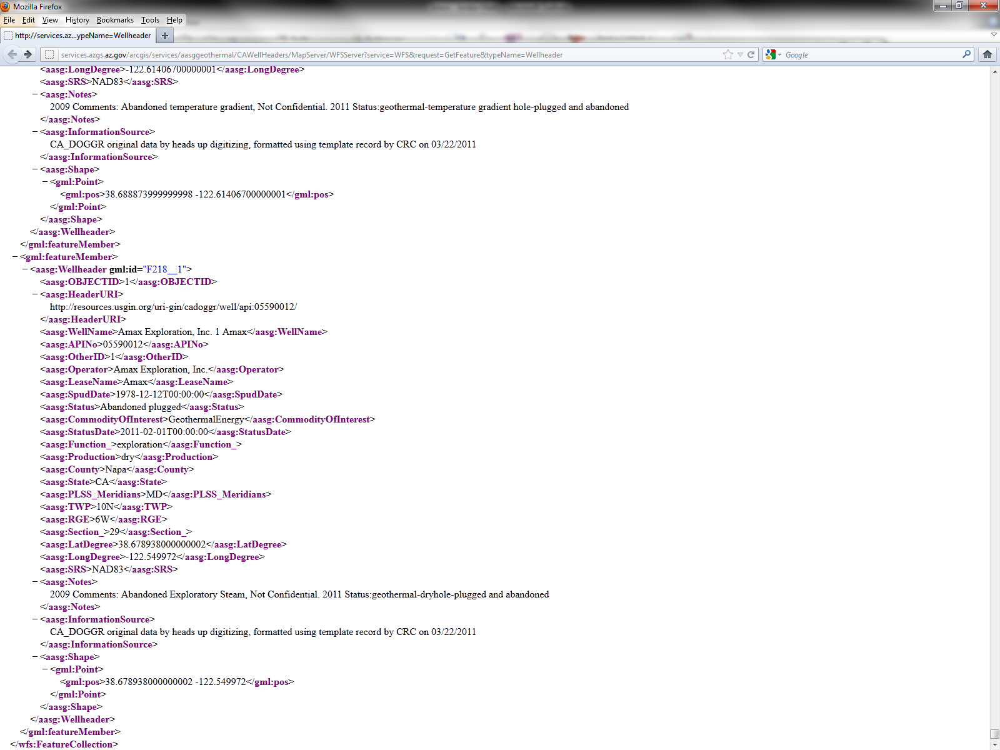 Mozilla Firefox
File Edit View History Bookmarks Tools Help
http://services.az...ypeName=Wellheader
services.azgs.az.gov/arcgis/services/aasggeothermal/CAWellHeaders/MapServer/WFSServer?service=WFS&request=GetFeature&typeName=Wellheader Google
<aasg:LongDegree>-122.61406700000001</aasg:LongDegree>
<aasg:SRS>NAD83</aasg:SRS>
−<aasg:Notes>
2009 Comments: Abandoned temperature gradient, Not Confidential. 2011 Status:geothermal-temperature gradient hole-plugged and abandoned
</aasg:Notes>
−<aasg:InformationSource>
CA_DOGGR original data by heads up digitizing, formatted using template record by CRC on 03/22/2011
</aasg:InformationSource>
−<aasg:Shape>
−<gml:Point>
<gml:pos>38.688873999999998 -122.61406700000001</gml:pos>
</gml:Point>
</aasg:Shape>
</aasg:Wellheader>
</gml:featureMember>
−<gml:featureMember>
−<aasg:Wellheader gml:id="F218__1">
<aasg:OBJECTID>1</aasg:OBJECTID>
−<aasg:HeaderURI>
http://resources.usgin.org/uri-gin/cadoggr/well/api:05590012/
</aasg:HeaderURI>
<aasg:WellName>Amax Exploration, Inc. 1 Amax</aasg:WellName>
<aasg:APINo>05590012</aasg:APINo>
<aasg:OtherID>1</aasg:OtherID>
<aasg:Operator>Amax Exploration, Inc.</aasg:Operator>
<aasg:LeaseName>Amax</aasg:LeaseName>
<aasg:SpudDate>1978-12-12T00:00:00</aasg:SpudDate>
<aasg:Status>Abandoned plugged</aasg:Status>
<aasg:CommodityOfInterest>GeothermalEnergy</aasg:CommodityOfInterest>
<aasg:StatusDate>2011-02-01T00:00:00</aasg:StatusDate>
<aasg:Function_>exploration</aasg:Function_>
<aasg:Production>dry</aasg:Production>
<aasg:County>Napa</aasg:County>
<aasg:State>CA</aasg:State>
<aasg:PLSS_Meridians>MD</aasg:PLSS_Meridians>
<aasg:TWP>10N</aasg:TWP>
<aasg:RGE>6W</aasg:RGE>
<aasg:Section_>29</aasg:Section_>
<aasg:LatDegree>38.678938000000002</aasg:LatDegree>
<aasg:LongDegree>-122.549972</aasg:LongDegree>
<aasg:SRS>NAD83</aasg:SRS>
−<aasg:Notes>
2009 Comments: Abandoned Exploratory Steam, Not Confidential. 2011 Status:geothermal-dryhole-plugged and abandoned
</aasg:Notes>
−<aasg:InformationSource>
CA_DOGGR original data by heads up digitizing, formatted using template record by CRC on 03/22/2011
</aasg:InformationSource>
−<aasg:Shape>
−<gml:Point>
<gml:pos>38.678938000000002 -122.549972</gml:pos>
</gml:Point>
</aasg:Shape>
</aasg:Wellheader>
</gml:featureMember>
</wfs:FeatureCollection>